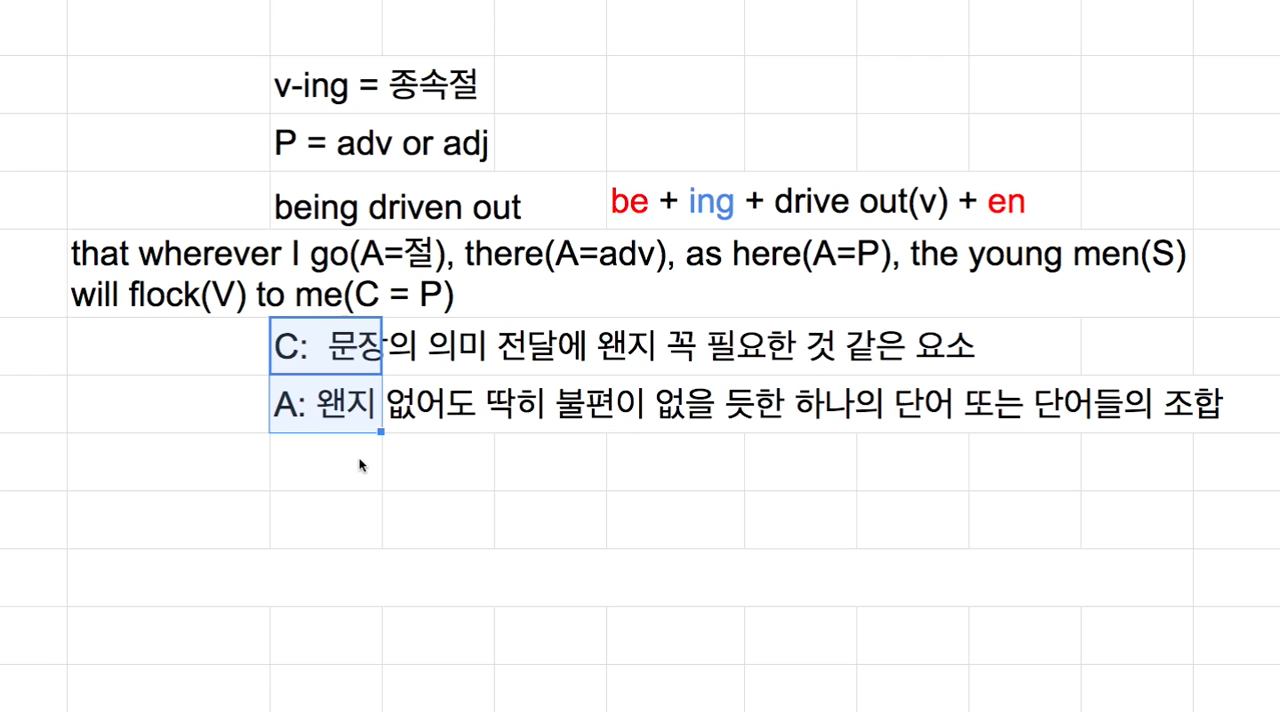 v-ing = 종속절
P = adv or adj
being driven out be + ing + drive out(v) + en
that wherever I go(A=절), there(A=adv), as here(A=P), the young men(S)
will flock(V) to me(C = P)
C: 문장의 의미 전달에 왠지 꼭 필요한 것 같은 요소
A: 왠지 없어도 딱히 불편이 없을 듯한 하나의 단어 또는 단어들의 조합